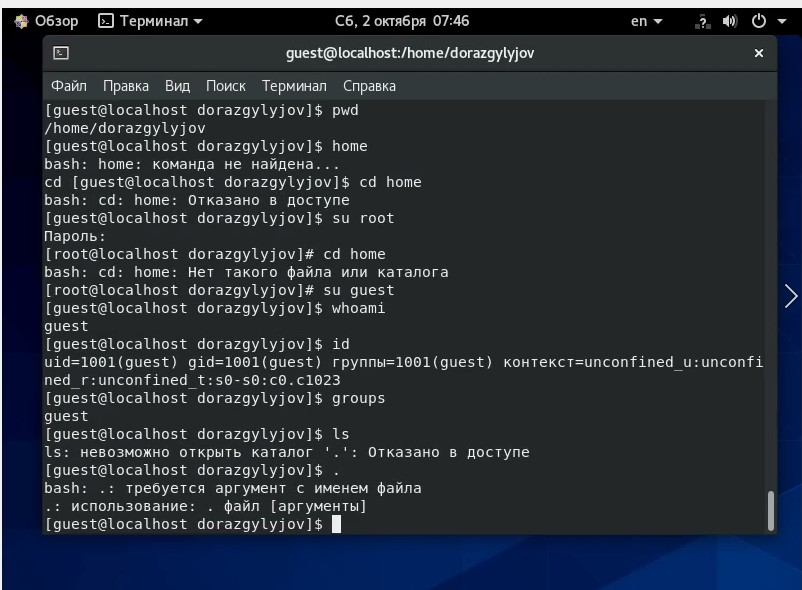 Обзор Терминал Сб, 2 октября 07:46 en ?
guest@localhost:/home/dorazgylyjov
Файл Правка Вид Поиск Терминал Справка
[guest@localhost dorazgylyjov]$ pwd
/home/dorazgylyjov
[guest@localhost dorazgylyjov]$ home
bash: home: команда не найдена...
cd [guest@localhost dorazgylyjov]$ cd home
bash: cd: home: Отказано в доступе
[guest@localhost dorazgylyjov]$ su root
Пароль:
[root@localhost dorazgylyjov]# cd home
bash: cd: home: Нет такого файла или каталога
[root@localhost dorazgylyjov]# su guest
[guest@localhost dorazgylyjov]$ whoami
guest
[guest@localhost dorazgylyjov]$ id
uid=1001(guest) gid=1001(guest) группы=1001(guest) контекст=unconfined_u:unconfi
ned_r:unconfined_t:s0-s0:c0.c1023
[guest@localhost dorazgylyjov]$ groups
guest
[guest@localhost dorazgylyjov]$ ls
ls: невозможно открыть каталог '.': Отказано в доступе
[guest@localhost dorazgylyjov]$ .
bash: .: требуется аргумент с именем файла
.: использование: . файл [аргументы]
[guest@localhost dorazgylyjov]$